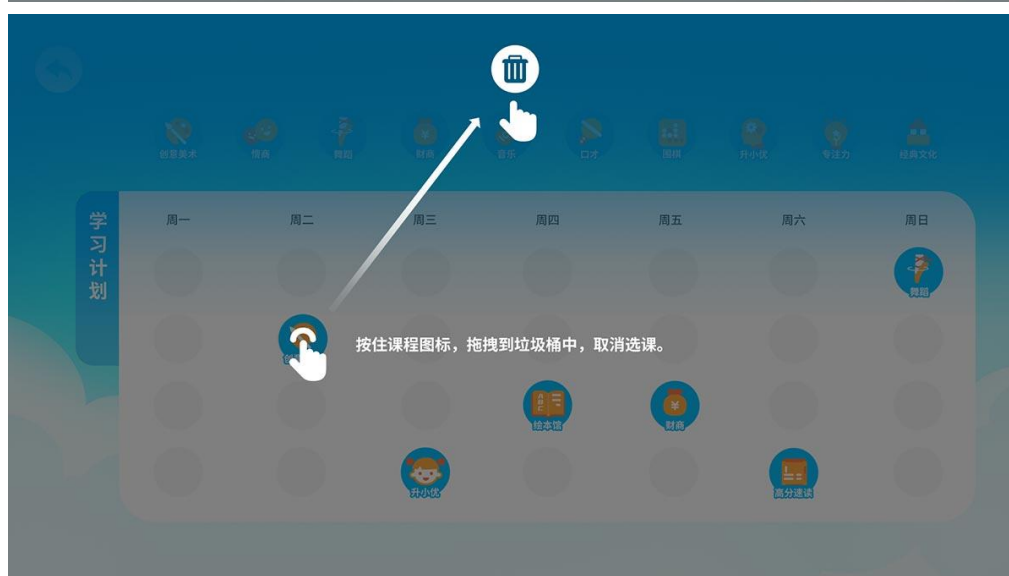 创意美术 情商 舞蹈 财商 音乐 口才 围棋 升小优 专注力 经典文化
学习计划
周一 周二 周三 周四 周五 周六 周日
舞蹈
按住课程图标，拖拽到垃圾桶中，取消选课。
绘本馆 财商
升小优 高分速读